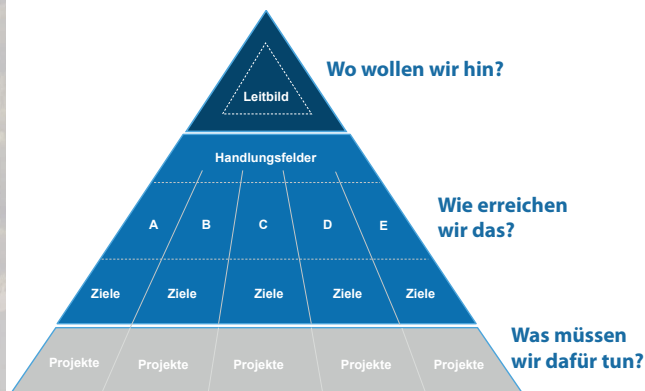 Wo wollen wir hin?
Leitbild
Handlungsfelder
Wie erreichen
wir das?
A B C D E
Ziele Ziele Ziele Ziele Ziele
Was müssen
wir dafür tun?
Projekte Projekte Projekte Projekte Projekte